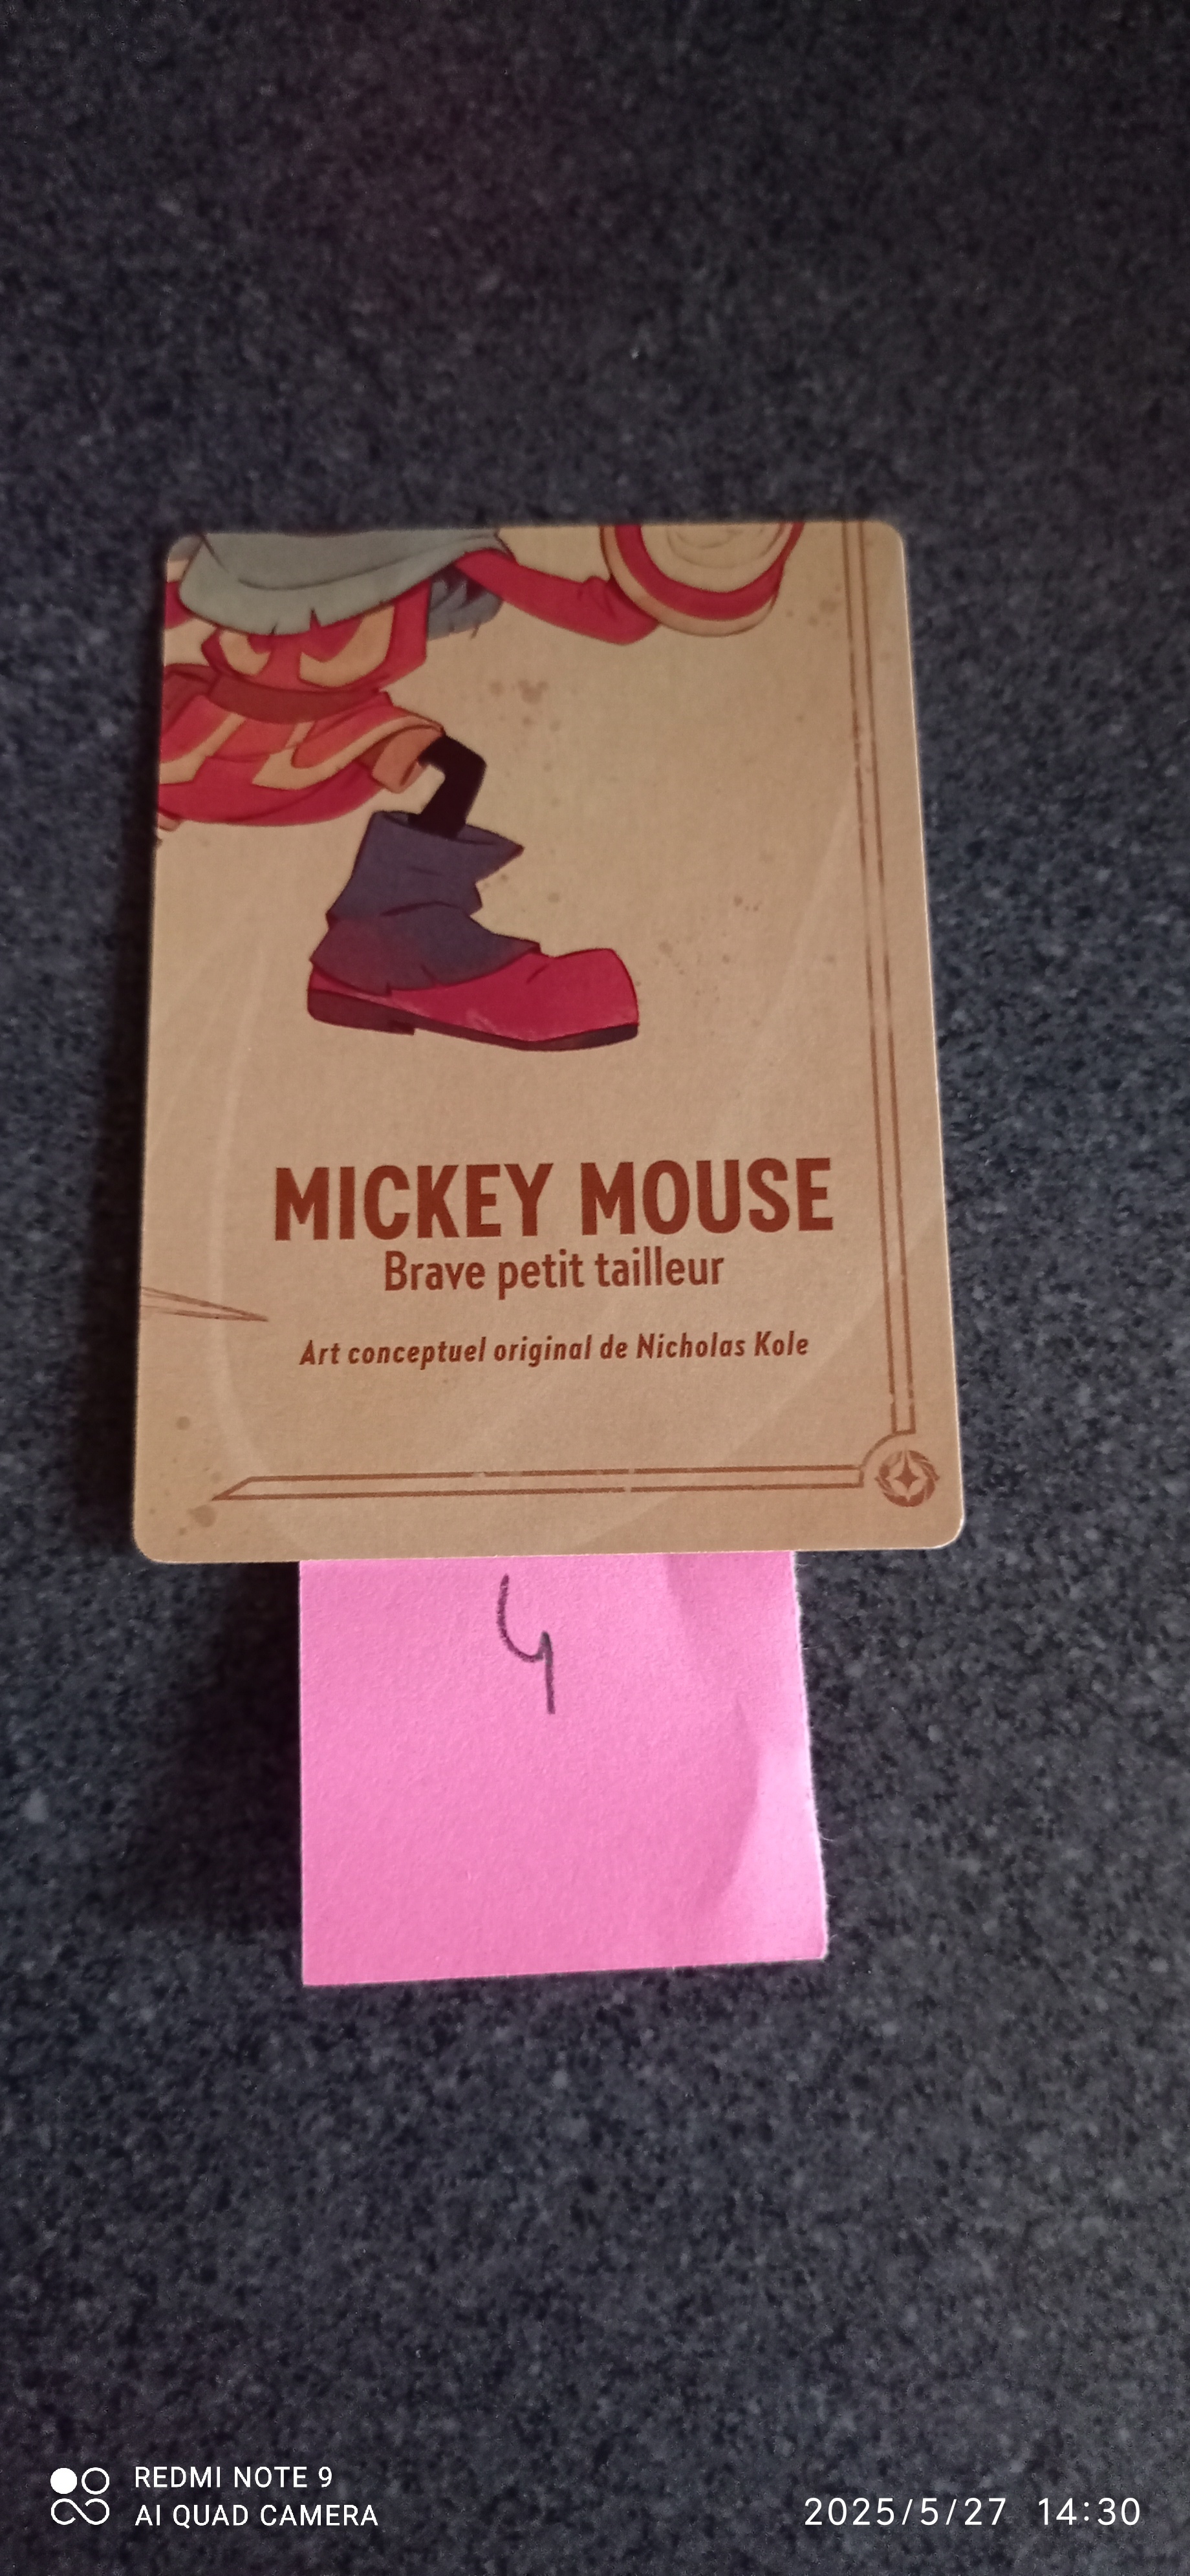 MICKEY MOUSE
Brave petit tailleur
Art conceptuel original de Nicholas Kole
4
REDMI NOTE 9
AI QUAD CAMERA
2025/5/27 14:30